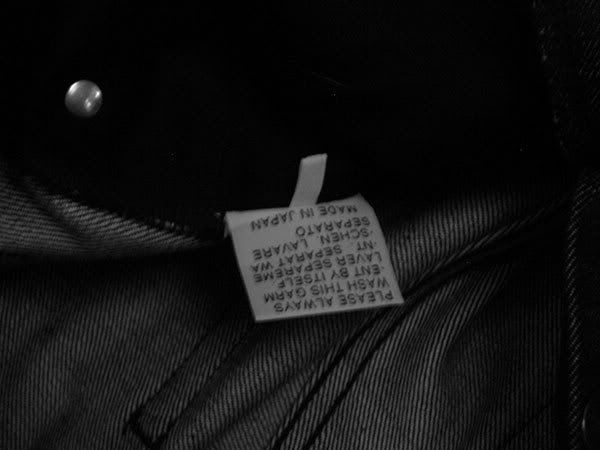 PLEASE ALWAYS
WASH THIS GARM
-ENT BY ITSELF
LAVER SEPAREME
-NT. SEPARAT WA
-SCHEN. LAVARE
SEPARATO
MADE IN JAPAN